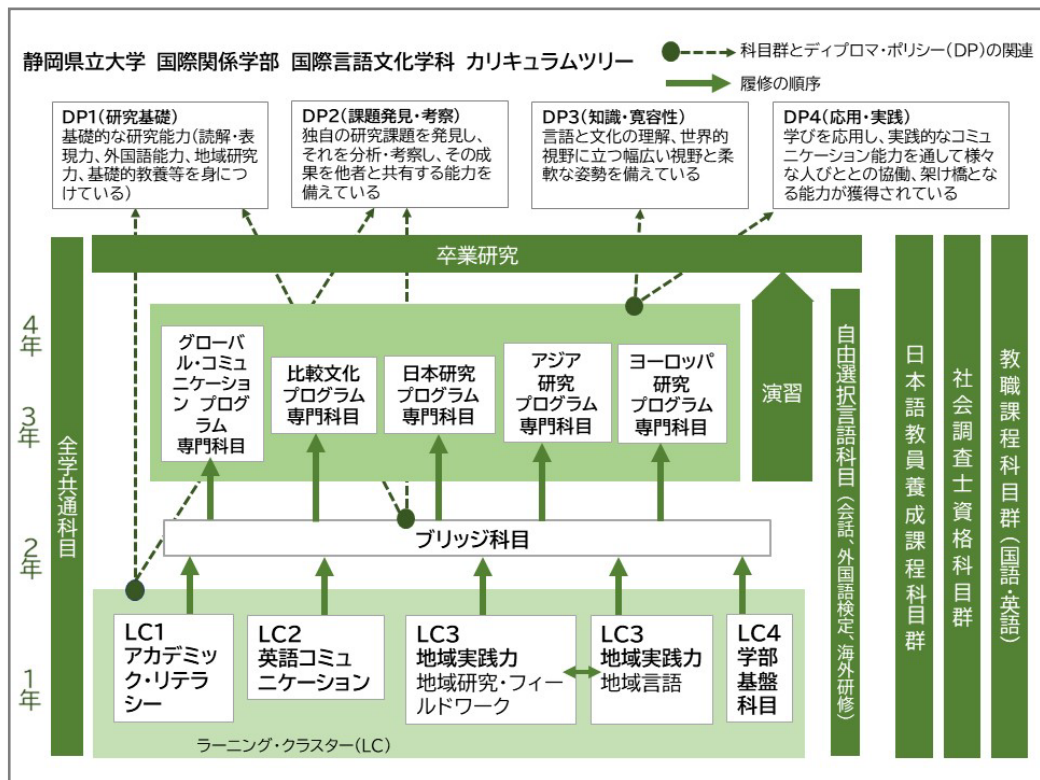 静岡県立大学 国際関係学部 国際言語文化学科 カリキュラムツリー
科目群とディプロマ・ポリシー(DP)の関連
履修の順序
DP1(研究基礎)
基礎的な研究能力(読解・表
現力、外国語能力、地域研究
力、基礎的教養等を身につ
けている)
DP2(課題発見・考察)
独自の研究課題を発見し、
それを分析・考察し、その成
果を他者と共有する能力を
備えている
DP3(知識・寛容性)
言語と文化の理解、世界的
視野に立つ幅広い視野と柔
軟な姿勢を備えている
DP4(応用・実践)
学びを応用し、実践的なコミュ
ニケーション能力を通して様々
な人びととの協働、架け橋とな
る能力が獲得されている
卒業研究
4年
3年
2年
1年
全学共通科目
グローバ
ル・コミュ
ニケーショ
ン プログ
ラム
専門科目
比較文化
プログラム
専門科目
日本研究
プログラム
専門科目
アジア
研究
プログラム
専門科目
ヨーロッパ
研究
プログラム
専門科目
演習
自由選択言語科目(会話、外国語検定、海外研修)
日本語教員養成課程科目群
社会調査士資格科目群
教職課程科目群(国語・英語)
ブリッジ科目
LC1
アカデミッ
ク・リテラ
シー
LC2
英語コミュ
ニケーション
LC3
地域実践力
地域研究・フィー
ルドワーク
LC3
地域実践力
地域言語
LC4
学部
基盤
科目
ラーニング・クラスター(LC)